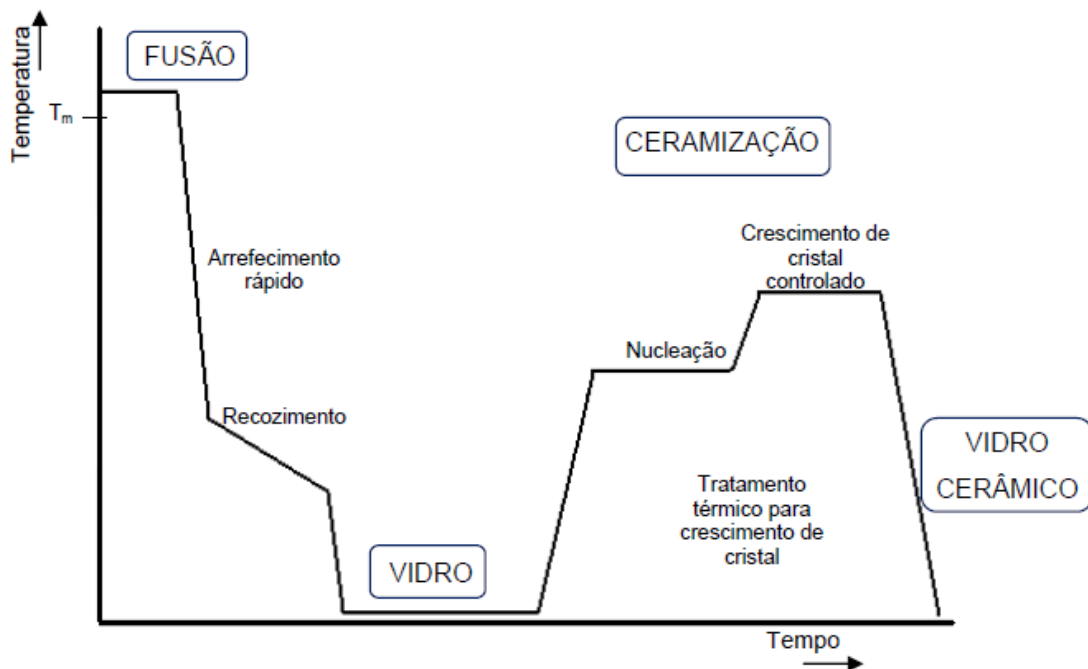 Temperatura
FUSÃO
Tm
CERAMIZAÇÃO
Arrefecimento
rápido
Crescimento de
cristal
controlado
Nucleação
Recozimento
VIDRO
CERÂMICO
Tratamento
térmico para
crescimento de
cristal
VIDRO
Tempo